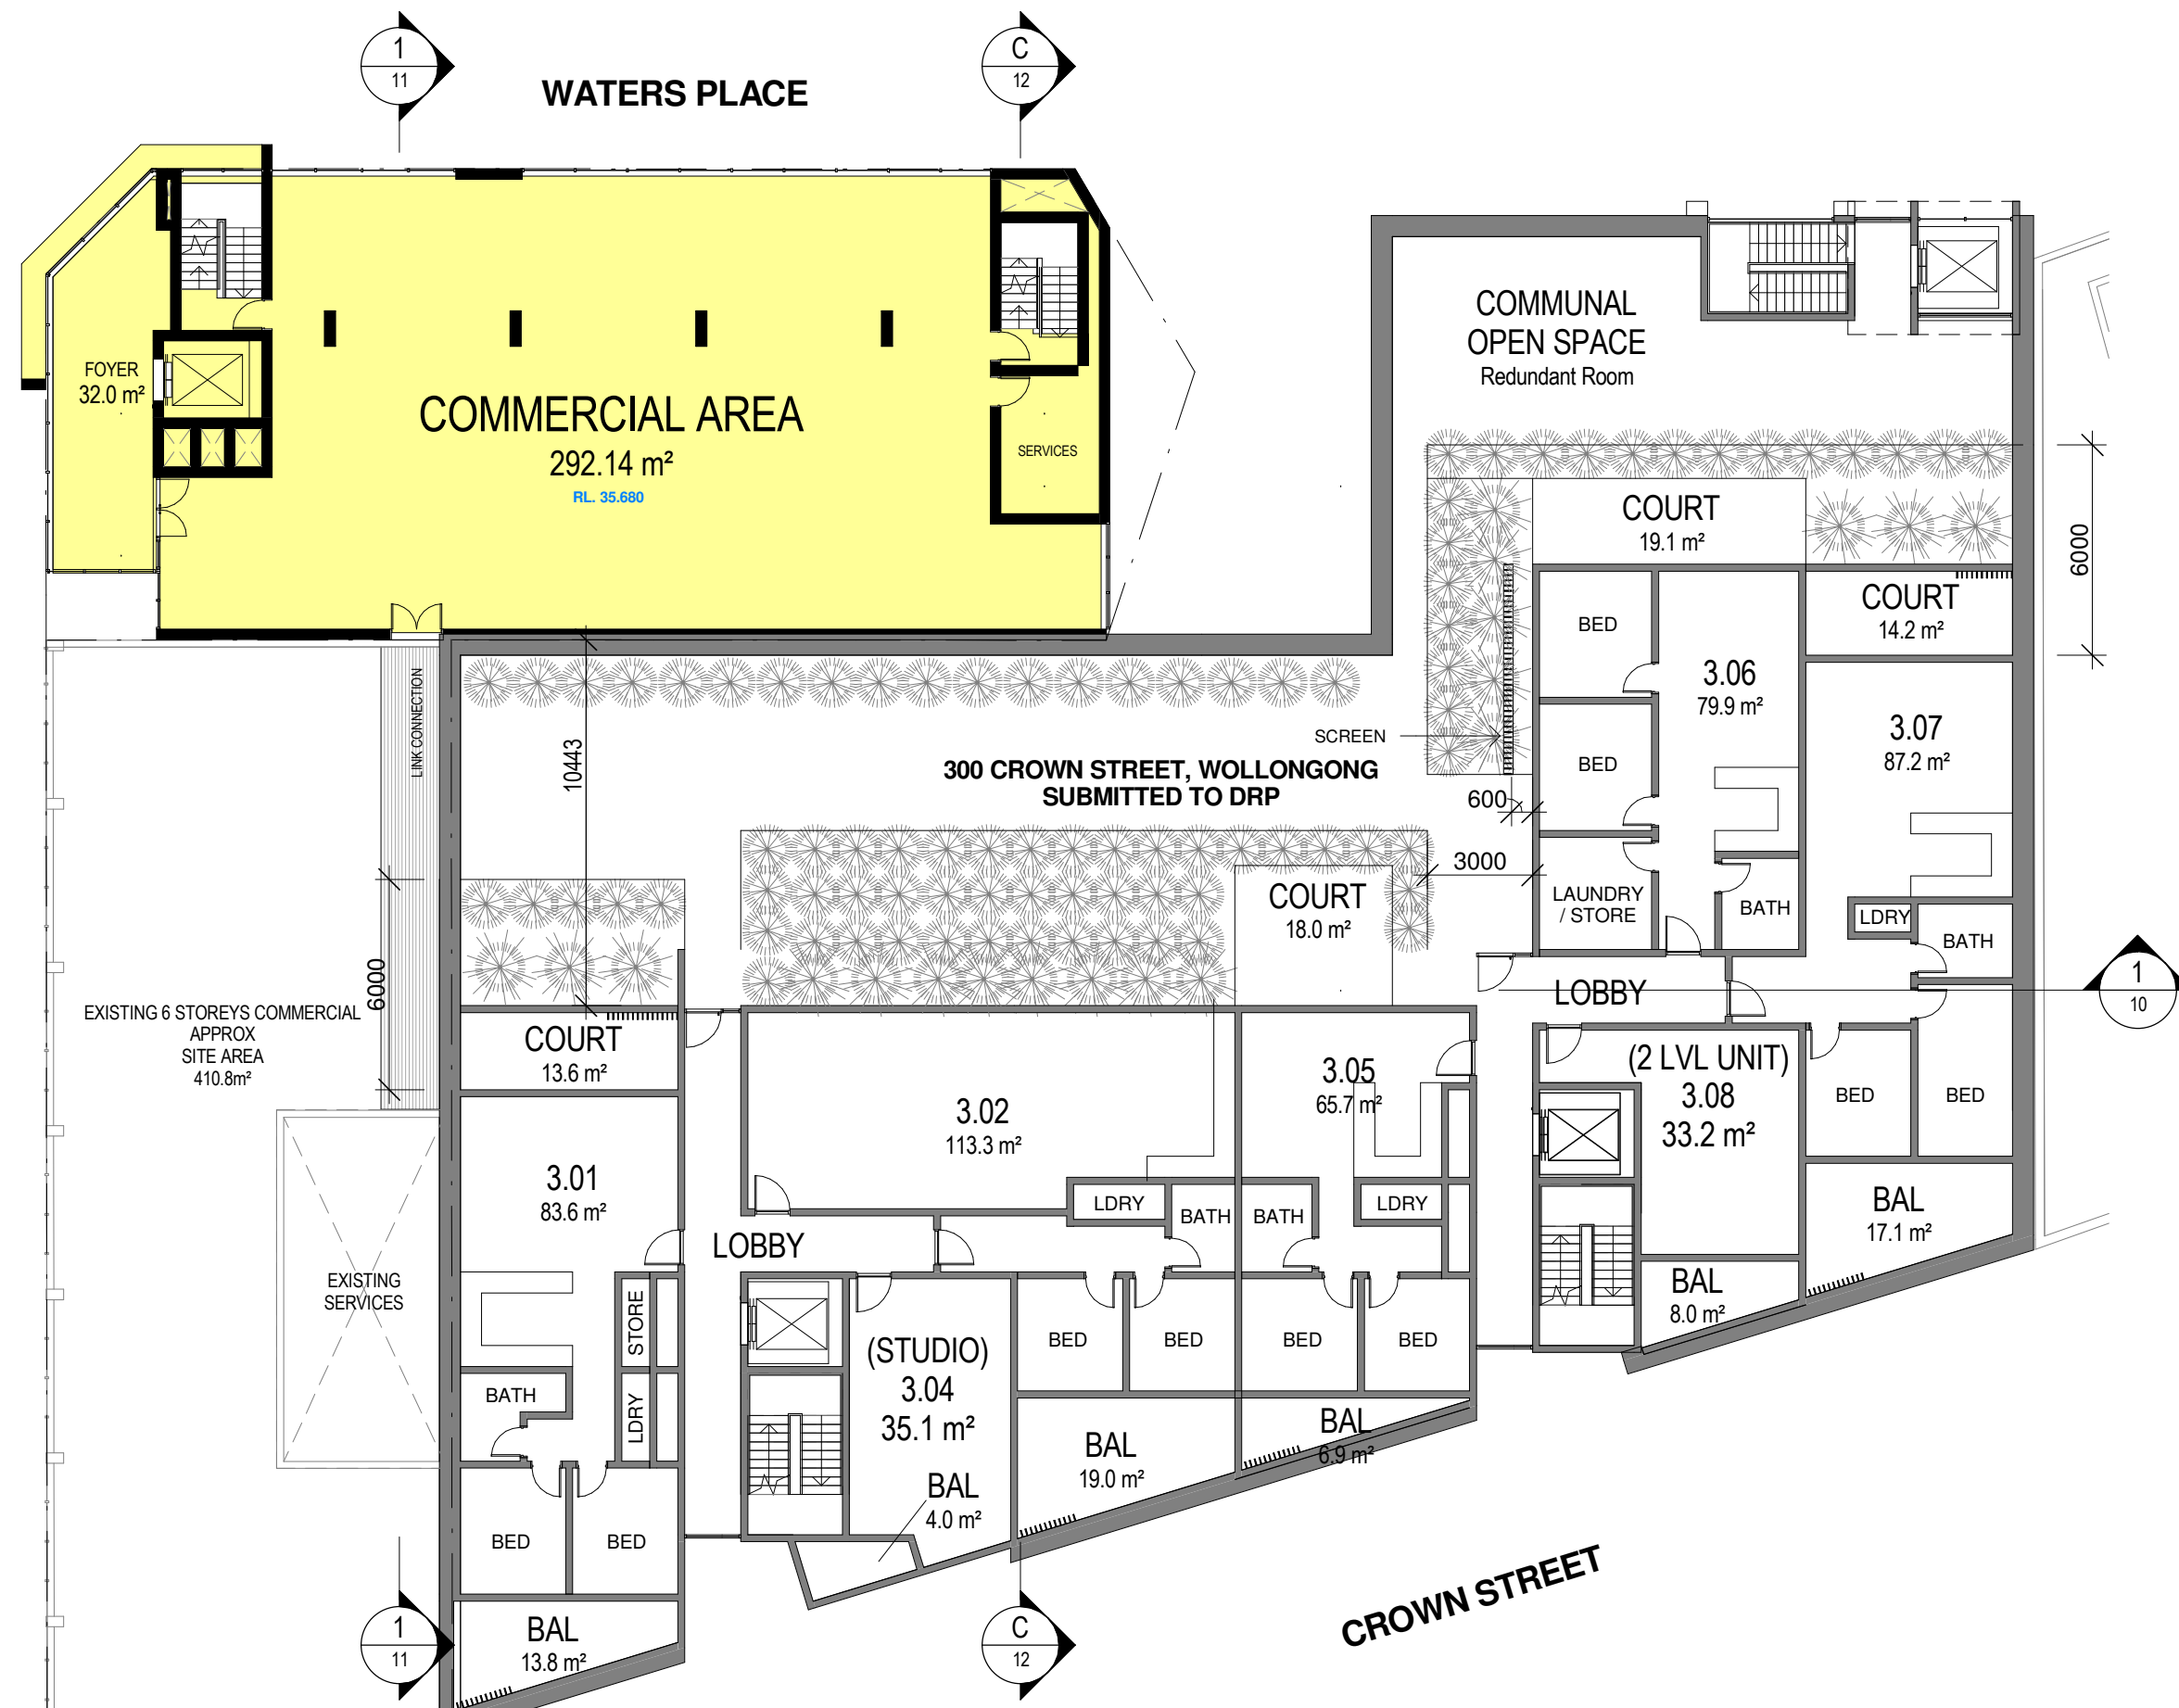 1
11
C
12
WATERS PLACE
FOYER
32.0 m²
COMMERCIAL AREA
292.14 m²
RL. 35.680
SERVICES
COMMUNAL
OPEN SPACE
Redundant Room
COURT
19.1 m²
6000
COURT
14.2 m²
BED
3.06
79.9 m²
3.07
87.2 m²
LINK CONNECTION
10443
SCREEN
BED
300 CROWN STREET, WOLLONGONG
SUBMITTED TO DRP
600
3000
COURT
18.0 m²
LAUNDRY
/ STORE
BATH
LDRY
BATH
6000
EXISTING 6 STOREYS COMMERCIAL
APPROX
SITE AREA
410.8m²
LOBBY
1
10
COURT
13.6 m²
3.02
113.3 m²
3.05
65.7 m²
(2 LVL UNIT)
3.08
33.2 m²
BED
BED
3.01
83.6 m²
LDRY
BATH
BATH
LDRY
BAL
17.1 m²
LOBBY
EXISTING
SERVICES
STORE
BAL
8.0 m²
(STUDIO)
3.04
35.1 m²
BED
BED
BED
BED
BATH
LDRY
BAL
19.0 m²
BAL
6.9 m²
BAL
4.0 m²
BED
BED
CROWN STREET
1
11
BAL
13.8 m²
C
12